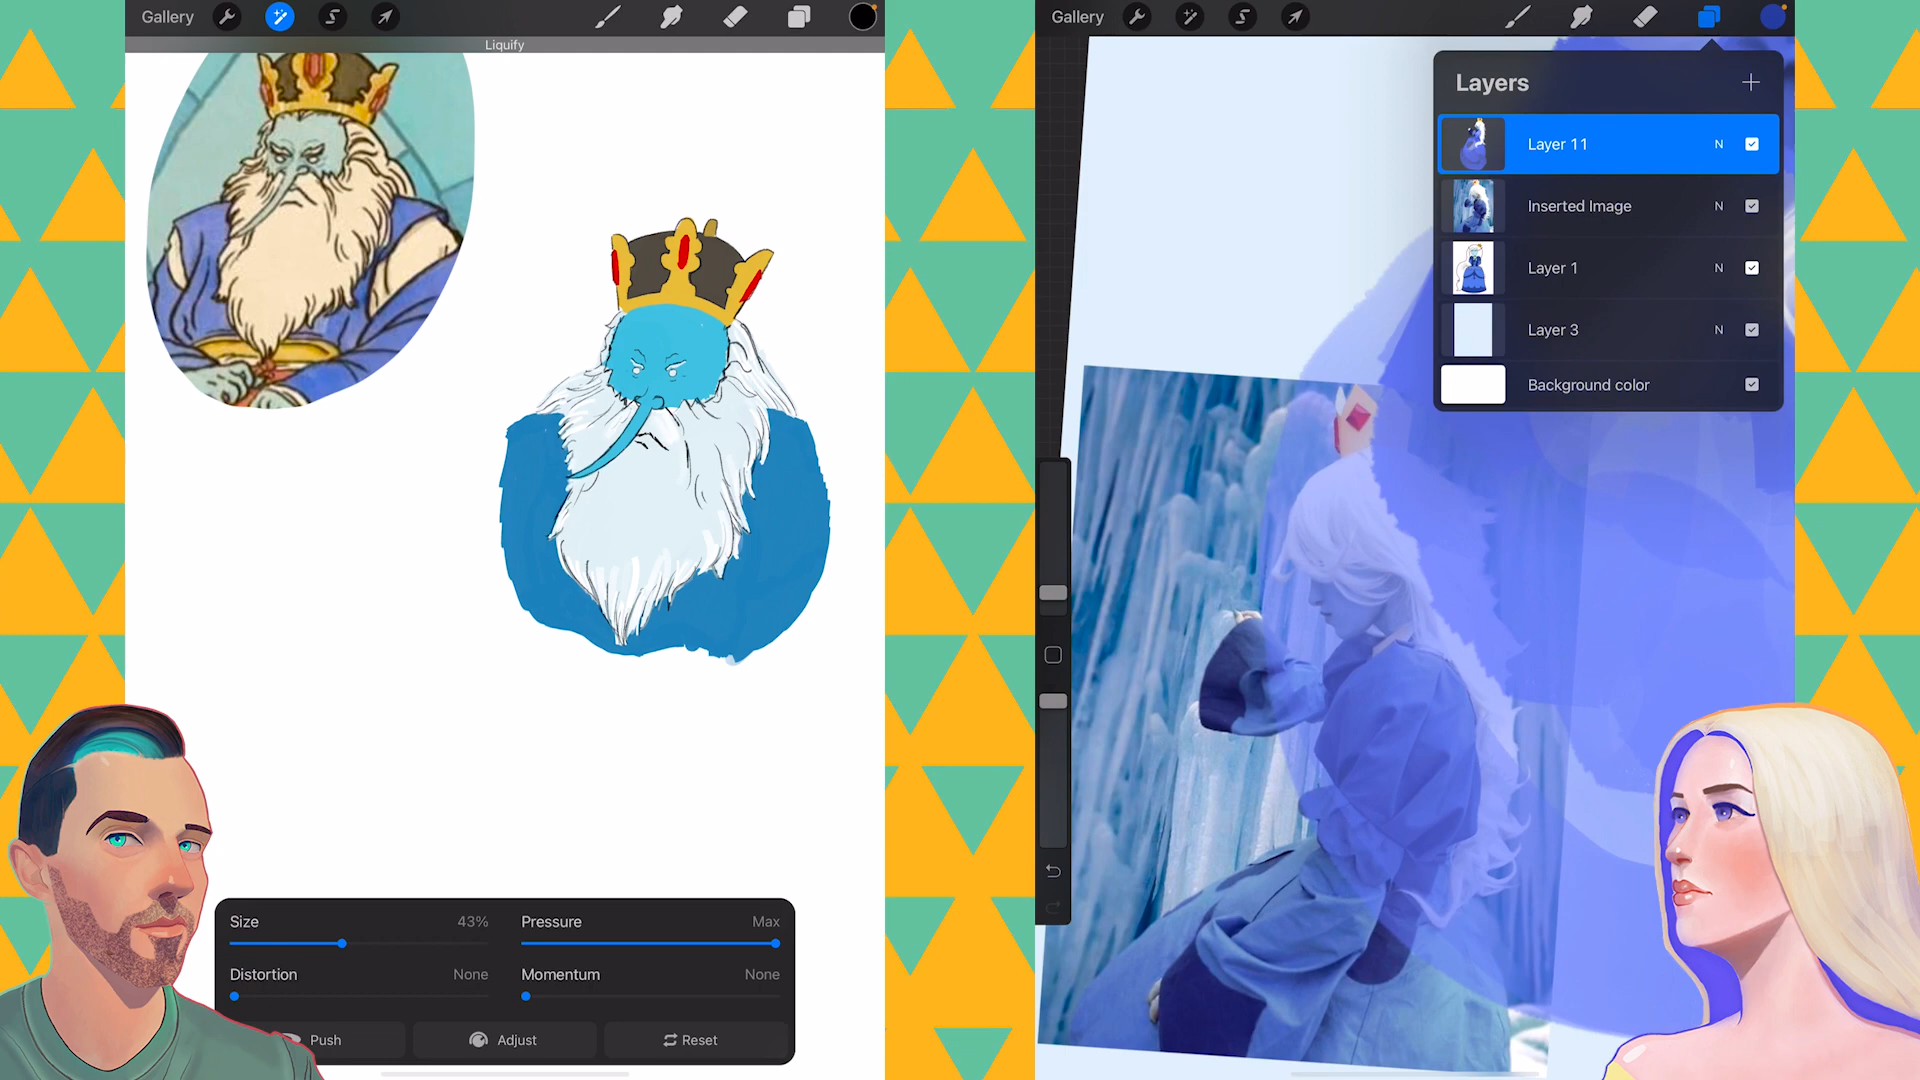 Gallery
Liquify
Size 43%
Pressure Max
Distortion None
Momentum None
Push
Adjust
Reset
Gallery
Layers
Layer 11 N
Inserted Image N
Layer 1 N
Layer 3 N
Background color